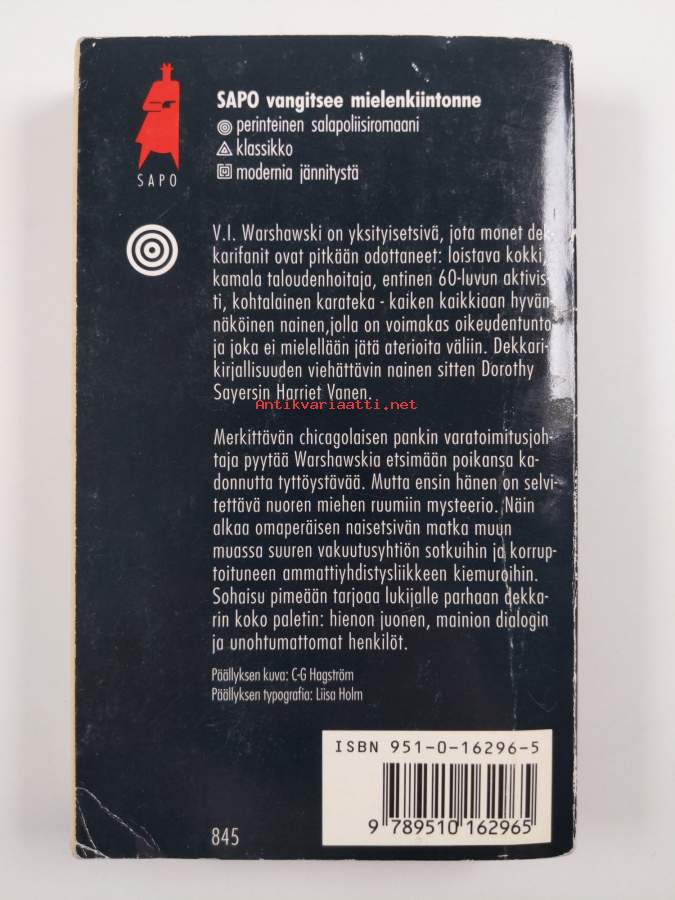 SAPO vangitsee mielenkiintonne
perinteinen salapoliisiromaani
klassikko
modernia jännitystä
SAPO
V.I. Warshawski on yksityisetsivä, jota monet dek-
karifanit ovat pitkään odottaneet: loistava kokki,
kamala taloudenhoitaja, entinen 60-luvun aktivis-
ti, kohtalainen karateka - kaiken kaikkiaan hyvän-
näköinen nainen,jolla on voimakas oikeudentunto
ja joka ei mielellään jätä aterioita väliin. Dekkari-
kirjallisuuden viehättävin nainen sitten Dorothy
Sayersin Harriet Vanen.
Antikvariaatti.net
Merkittävän chicagolaisen pankin varatoimitusjoh-
taja pyytää Warshawskia etsimään poikansa ka-
donnutta tyttöystävää. Mutta ensin hänen on selvi-
tettävä nuoren miehen ruumiin mysteerio. Näin
alkaa omaperäisen naisetsivän matka muun
muassa suuren vakuutusyhtiön sotkuihin ja korrup-
toituneen ammattiyhdistysliikkeen kiemuroihin.
Sohaisu pimeään tarjoaa lukijalle parhaan dekka-
rin koko paletin: hienon juonen, mainion dialogin
ja unohtumattomat henkilöt.
Päällyksen kuva: C-G Hagström
Päällyksen typografia: Liisa Holm
ISBN 951-0-16296-5
9 789510 162965
845